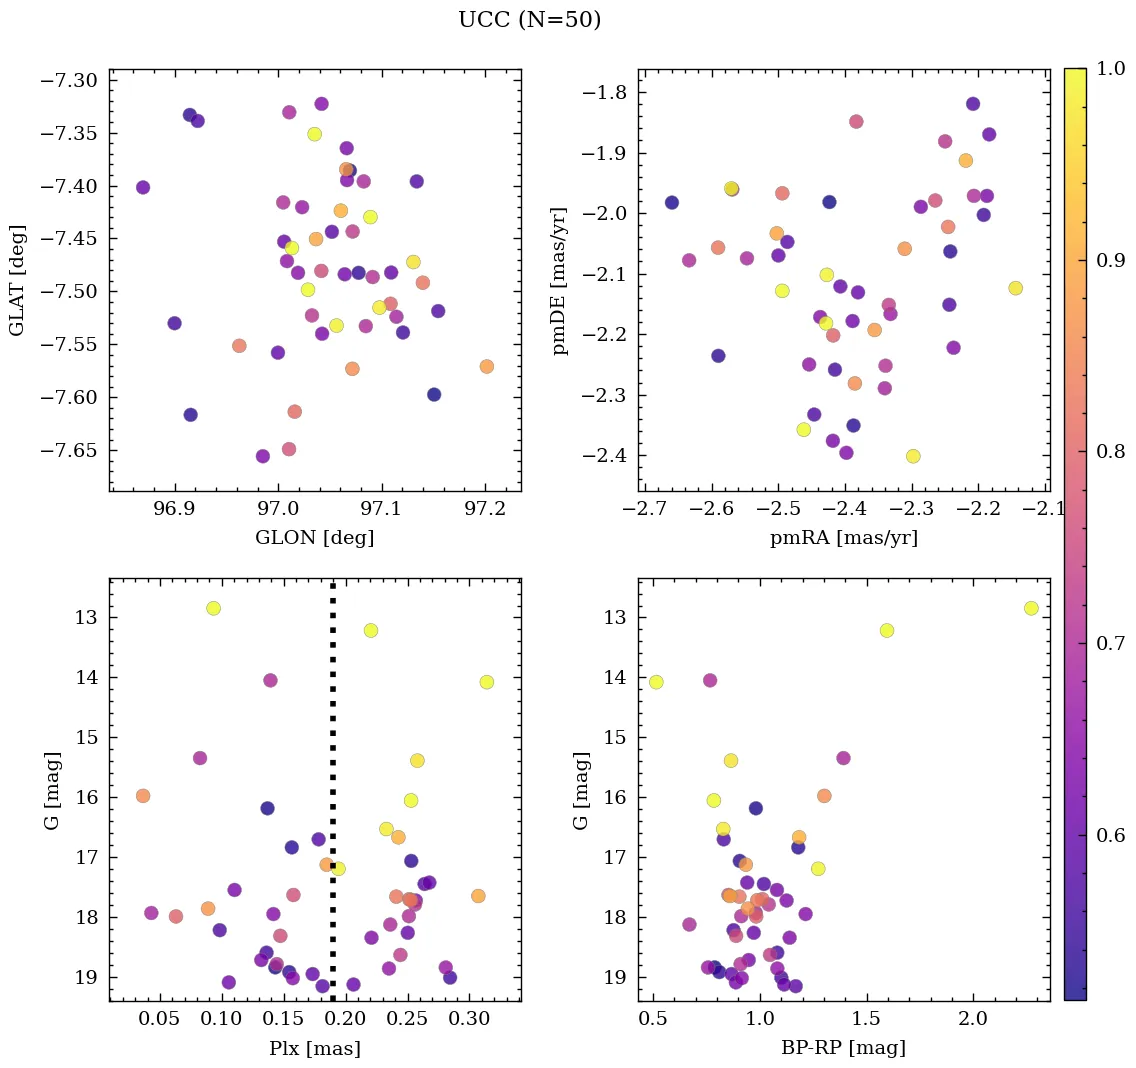 UCC (N=50)
−7.30
−7.35
−7.40
−7.45
−7.50
−7.55
−7.60
−7.65
GLAT [deg]
96.9 97.0 97.1 97.2
GLON [deg]
−1.8
−1.9
−2.0
−2.1
−2.2
−2.3
−2.4
pmDE [mas/yr]
−2.7 −2.6 −2.5 −2.4 −2.3 −2.2 −2.1
pmRA [mas/yr]
1.0
0.9
0.8
0.7
0.6
13
14
15
16
17
18
19
G [mag]
0.05 0.10 0.15 0.20 0.25 0.30
Plx [mas]
13
14
15
16
17
18
19
G [mag]
0.5 1.0 1.5 2.0
BP-RP [mag]